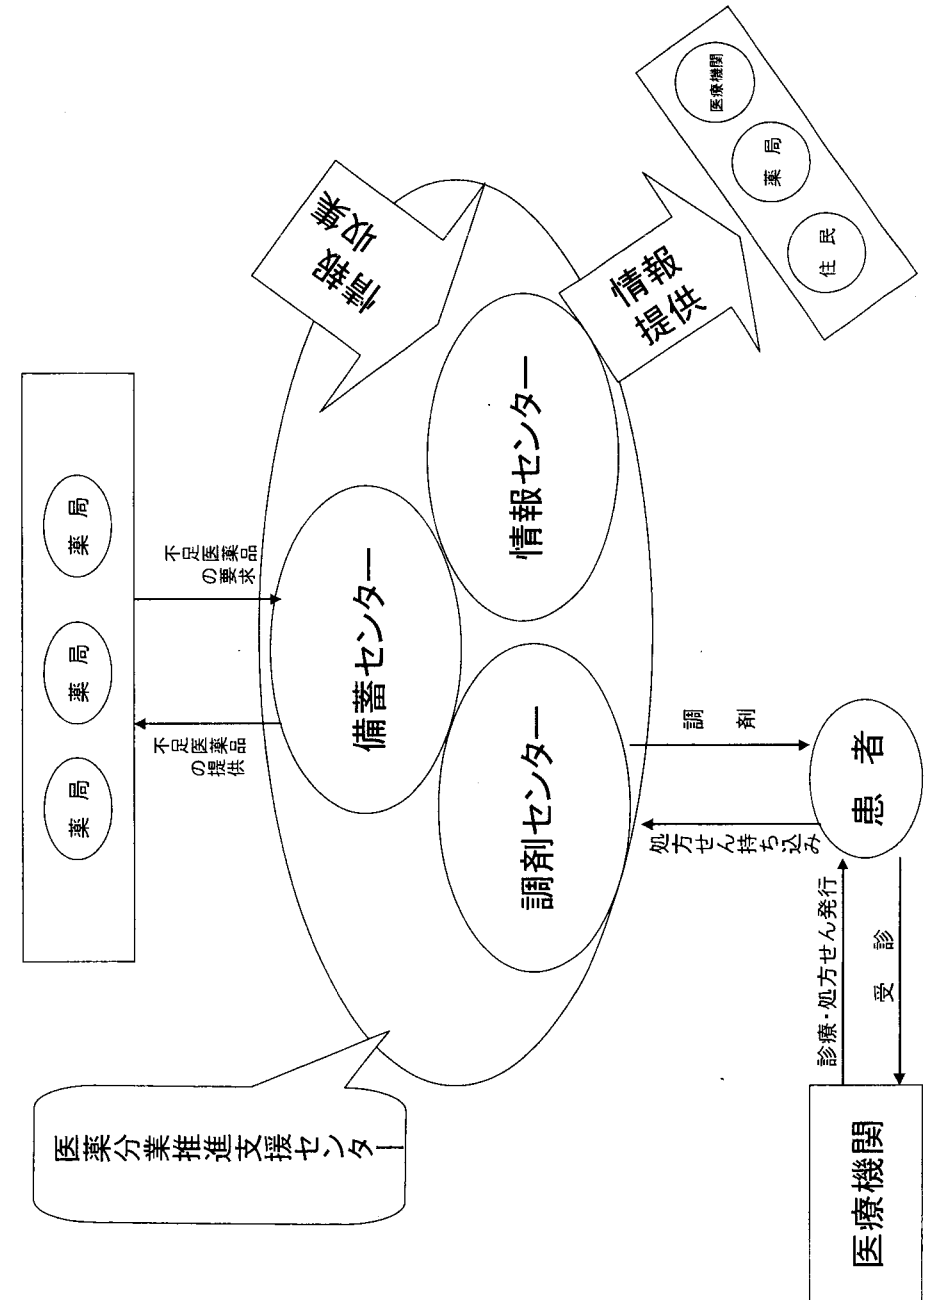 医薬分業推進支援センター
薬局
薬局
薬局
不足医薬品
の提供
不足医薬品
の要求
備蓄センター
調剤センター
情報センター
情報
収集
情報
提供
住民
薬局
医療機関
処方せん持ち込み
調剤
患者
診療・処方せん発行
受診
医療機関